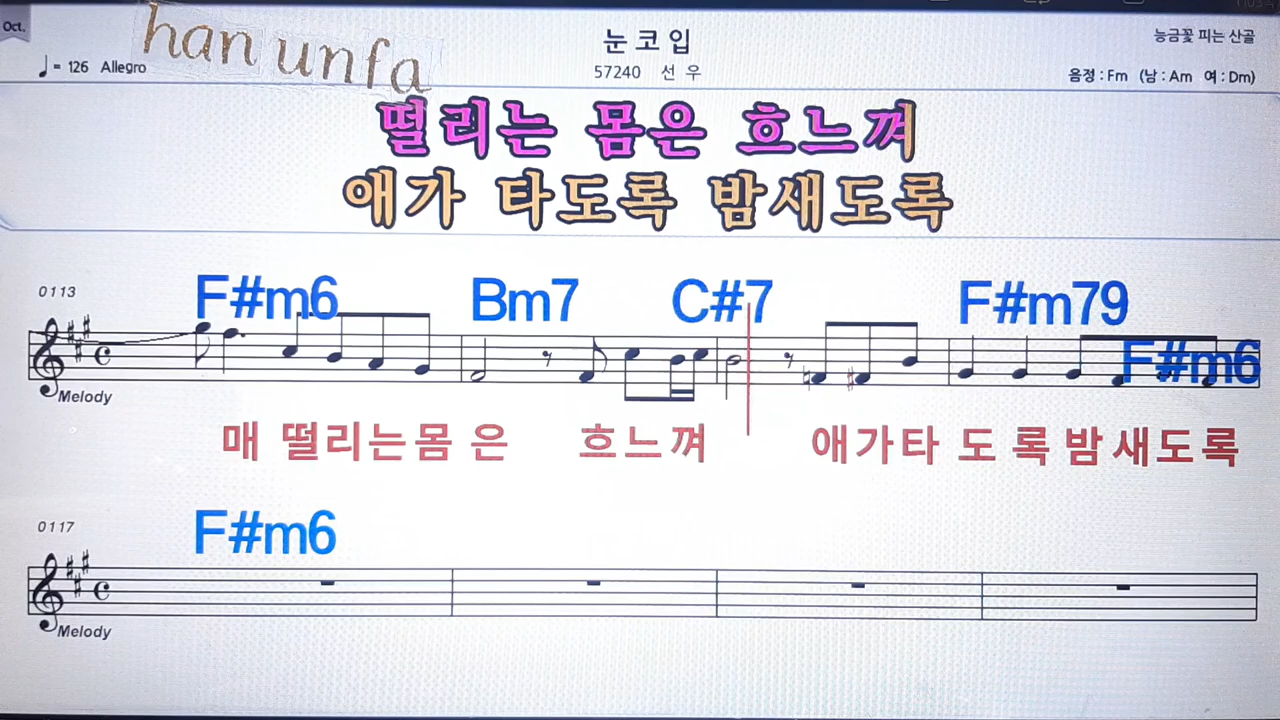 Oct.
han unfa
눈코입
능금꽃 피는 산골
♩= 126 Allegro
57240 선 우
음정 : Fm (남 : Am 여 : Dm)
떨리는 몸은 흐느껴
애가 타도록 밤새도록
0113
F#m6 Bm7 C#7 F#m79
F#m6
Melody
매 떨리는몸 은 흐느껴 애가타 도 록 밤 새도록
0117
F#m6
Melody